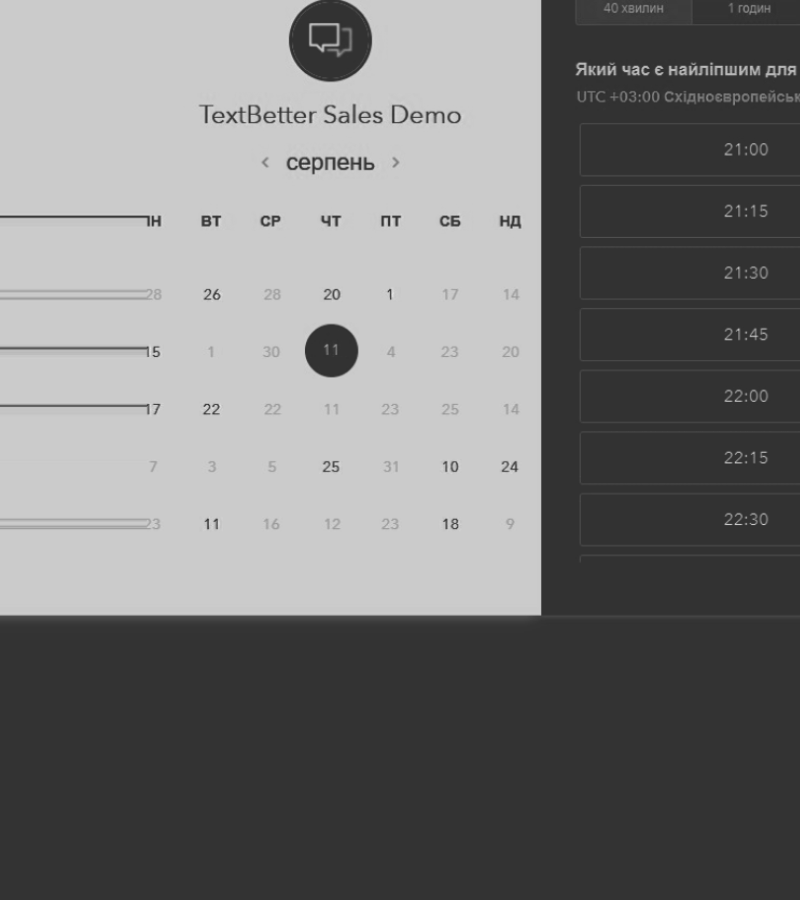 TextBetter Sales Demo
серпень
ІН ВТ СР ЧТ ПТ СБ НД
28 26 28 20 1 17 14
15 1 30 11 4 23 20
17 22 22 11 23 25 14
7 3 5 25 31 10 24
23 11 16 12 23 18 9
40 хвилин 1 годин
Який час є найліпшим для
UTC +03:00 Східноєвропейськ
21:00
21:15
21:30
21:45
22:00
22:15
22:30